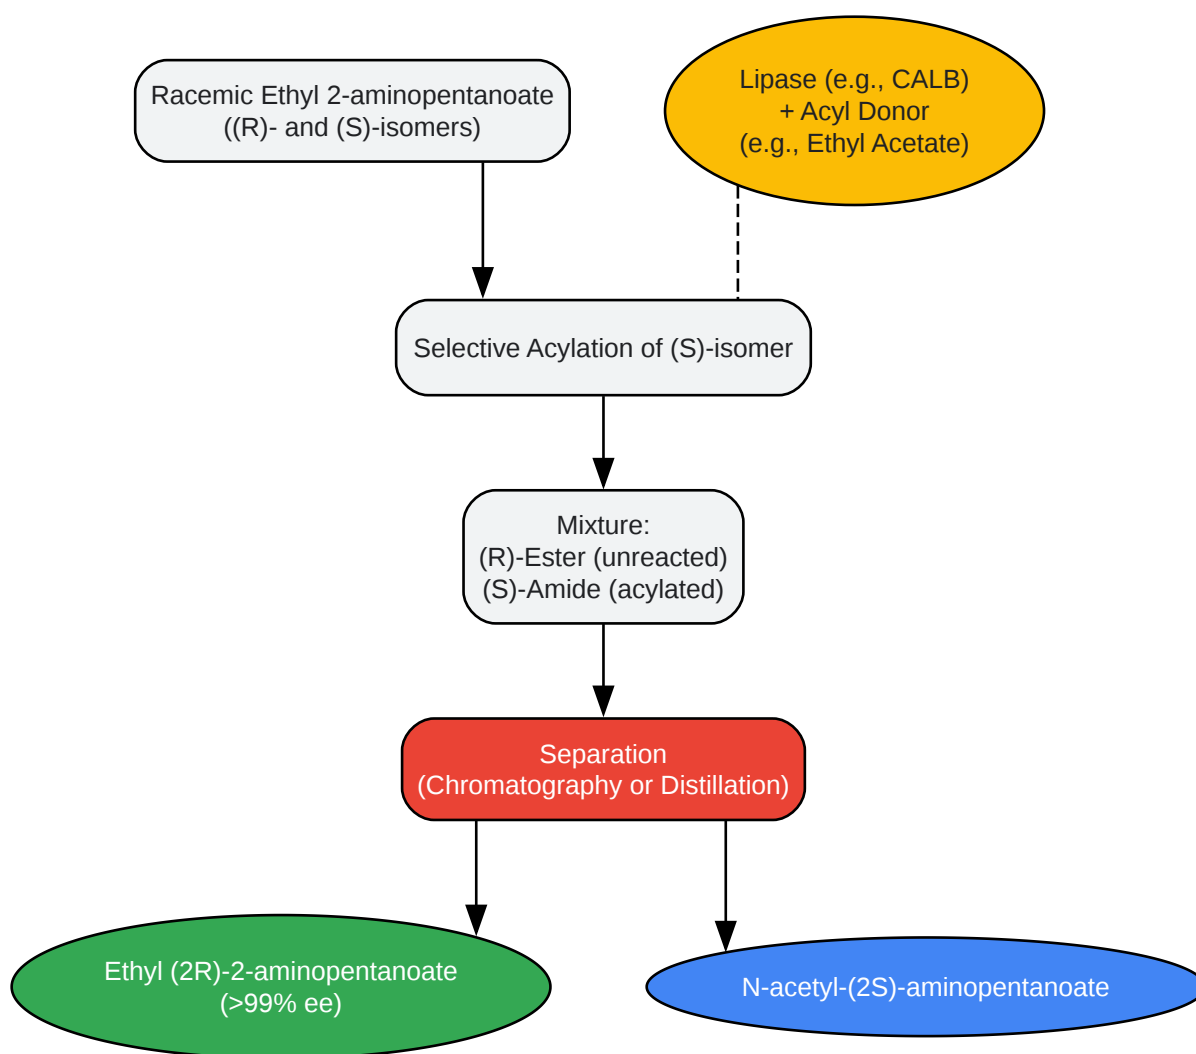 Racemic Ethyl 2-aminopentanoate
((R)- and (S)-isomers)
Lipase (e.g., CALB)
+ Acyl Donor
(e.g., Ethyl Acetate)
Selective Acylation of (S)-isomer
Mixture:
(R)-Ester (unreacted)
(S)-Amide (acylated)
Separation
(Chromatography or Distillation)
Ethyl (2R)-2-aminopentanoate
(>99% ee)
N-acetyl-(2S)-aminopentanoate